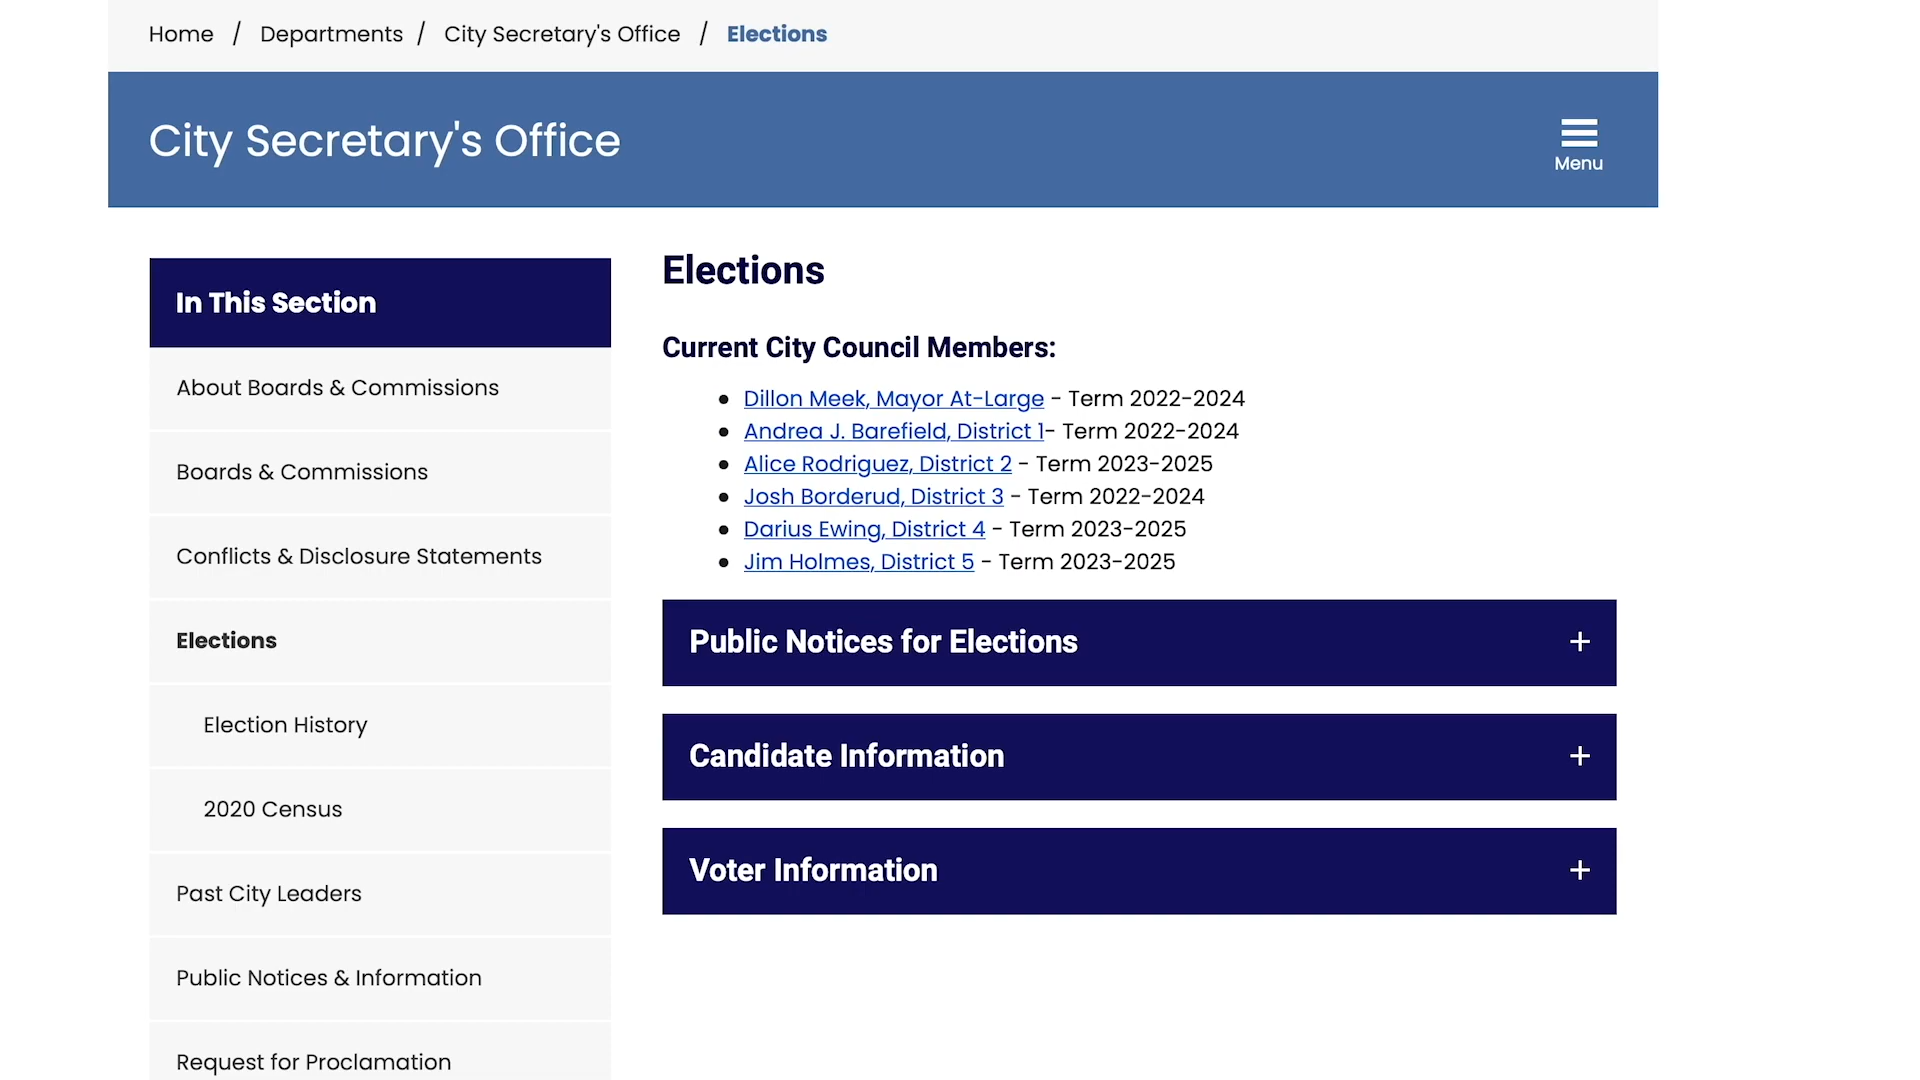 Home / Departments / City Secretary's Office / Elections
City Secretary's Office
Menu
In This Section
About Boards & Commissions
Boards & Commissions
Conflicts & Disclosure Statements
Elections
Election History
2020 Census
Past City Leaders
Public Notices & Information
Request for Proclamation
Elections
Current City Council Members:
• Dillon Meek, Mayor At-Large - Term 2022-2024
• Andrea J. Barefield, District 1- Term 2022-2024
• Alice Rodriguez, District 2 - Term 2023-2025
• Josh Borderud, District 3 - Term 2022-2024
• Darius Ewing, District 4 - Term 2023-2025
• Jim Holmes, District 5 - Term 2023-2025
Public Notices for Elections +
Candidate Information +
Voter Information +